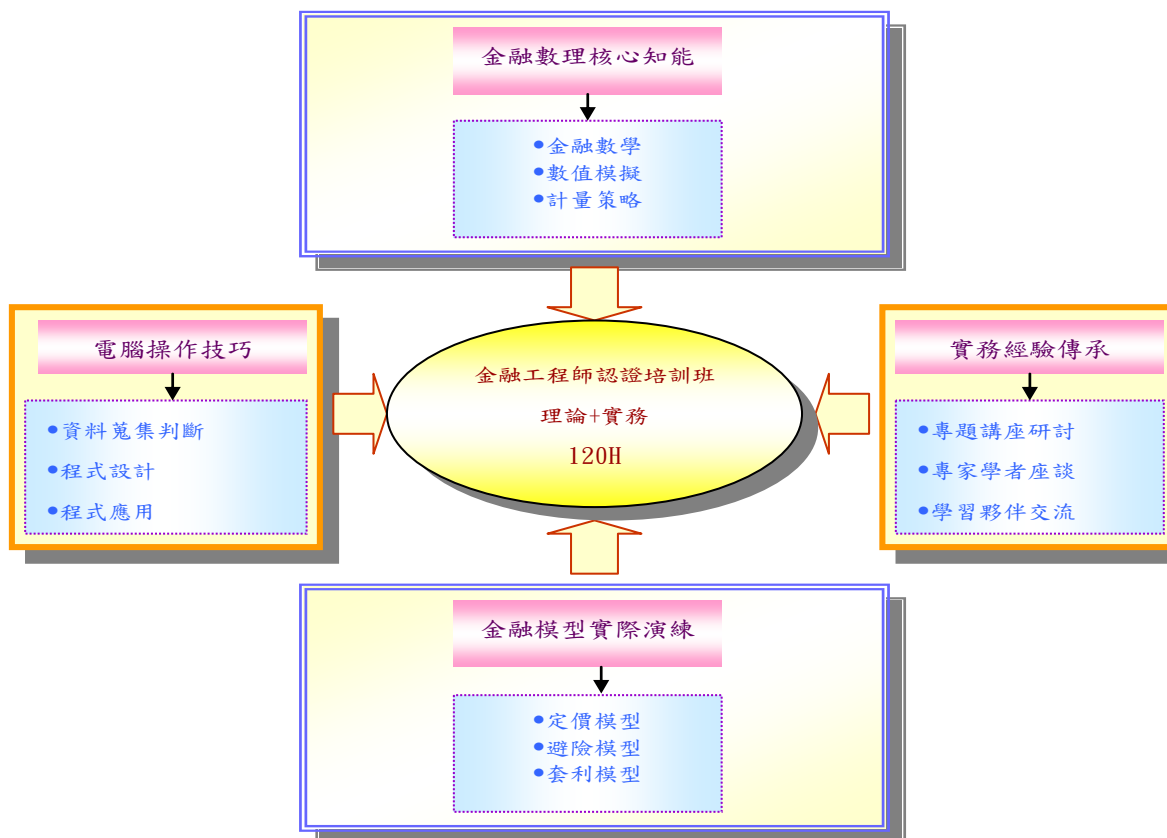 金融數理核心知能
•金融數學
•數值模擬
•計量策略
電腦操作技巧
•資料蒐集判斷
•程式設計
•程式應用
金融工程師認證培訓班
理論+實務
120H
實務經驗傳承
•專題講座研討
•專家學者座談
•學習夥伴交流
金融模型實際演練
•定價模型
•避險模型
•套利模型